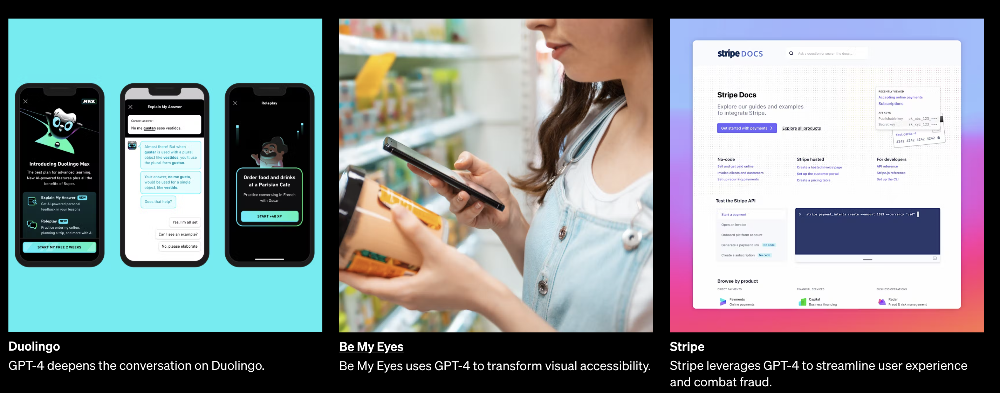 MAX
Introducing Duolingo Max
The best plan for advanced learning.
New AI-powered features plus all the
benefits of Super.
Explain My Answer NEW
Get AI-powered personal
feedback in your lessons
Roleplay NEW
Practice ordering coffee,
planning a trip, and more with AI
START MY FREE 2 WEEKS
Explain My Answer
Correct answer:
No me gustan esos vestidos.
Almost there! But when
gustar is used with a plural
object like vestidos, you'll use
the plural form gustan.
Your answer, no me gusta,
would be used for a single
object, like vestido.
Does that help?
Yes, I'm all set
Can I see an example?
No, please elaborate
Roleplay
Order food and drinks
at a Parisian Cafe
Practice conversing in French
with Oscar
START +40 XP
Duolingo
GPT-4 deepens the conversation on Duolingo.
Be My Eyes
Be My Eyes uses GPT-4 to transform visual accessibility.
stripe DOCS
Ask a question or search the docs...
Stripe Docs
Explore our guides and examples
to integrate Stripe.
Get started with payments
Explore all products
RECENTLY VIEWED
Accepting online payments
Subscriptions
API KEYS
Publishable key pk_abc_123_•••
Secret key sk_xyz_123_•••
Test cards →
4242 4242 4242 4242
No-code
Sell and get paid online
Invoice clients and customers
Set up recurring payments
Stripe hosted
Create a hosted invoice page
Set up the customer portal
Create a pricing table
For developers
API reference
Stripe.js reference
Set up the CLI
Test the Stripe API
Start a payment
Open an invoice
Onboard platform account
Generate a payment link No code
Create a subscription No code
$ stripe payment_intents create --amount 1099 --currency "usd"
Browse by product
DIRECT PAYMENTS
Payments
Online payments
FINANCIAL SERVICES
Capital
Business financing
BUSINESS OPERATIONS
Radar
Fraud & risk management
Stripe
Stripe leverages GPT-4 to streamline user experience
and combat fraud.